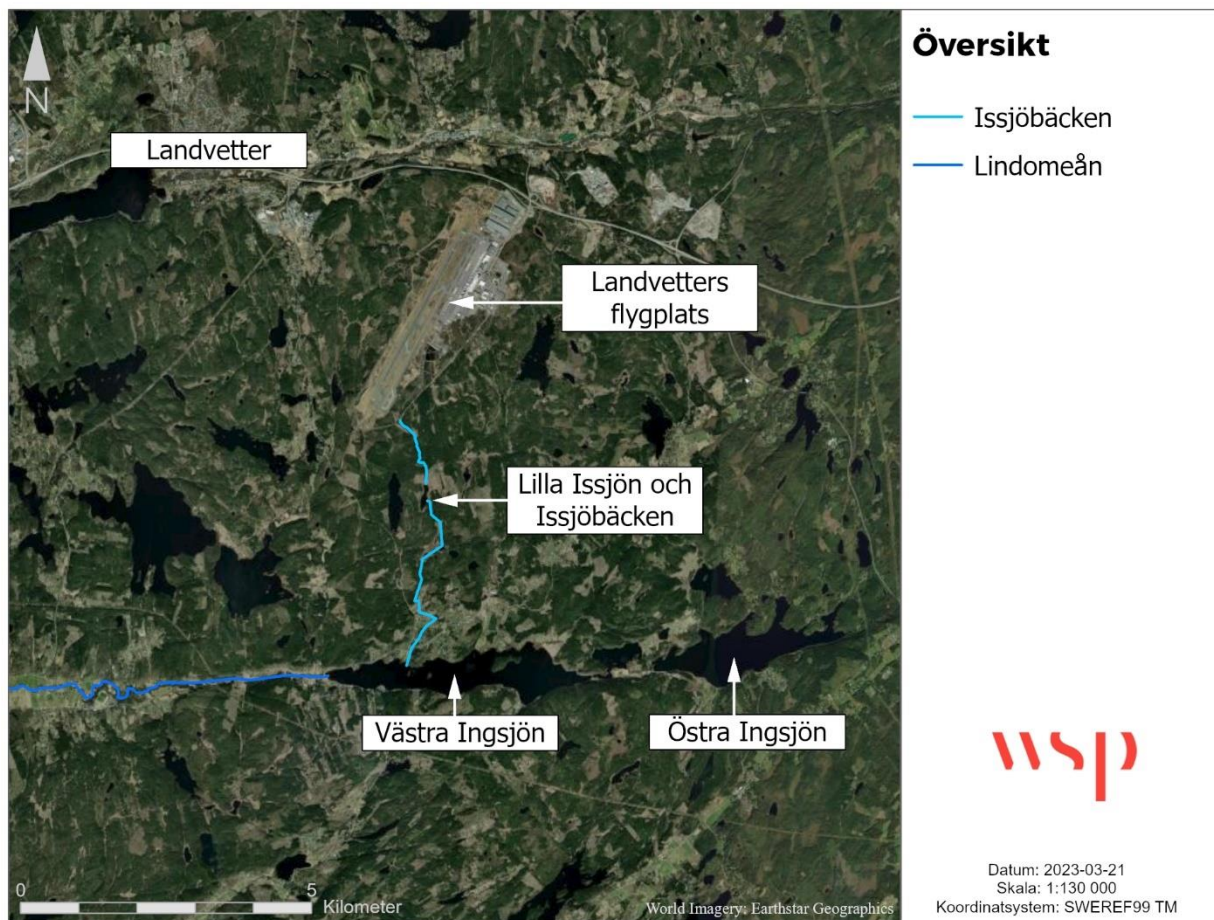 Översikt
Issjöbäcken
Lindomeån
N
Landvetter
Landvetters
flygplats
Lilla Issjön och
Issjöbäcken
Västra Ingsjön
Östra Ingsjön
wsp
0 5
Kilometer
World Imagery: Earthstar Geographics
Datum: 2023-03-21
Skala: 1:130 000
Koordinatsystem: SWEREF99 TM